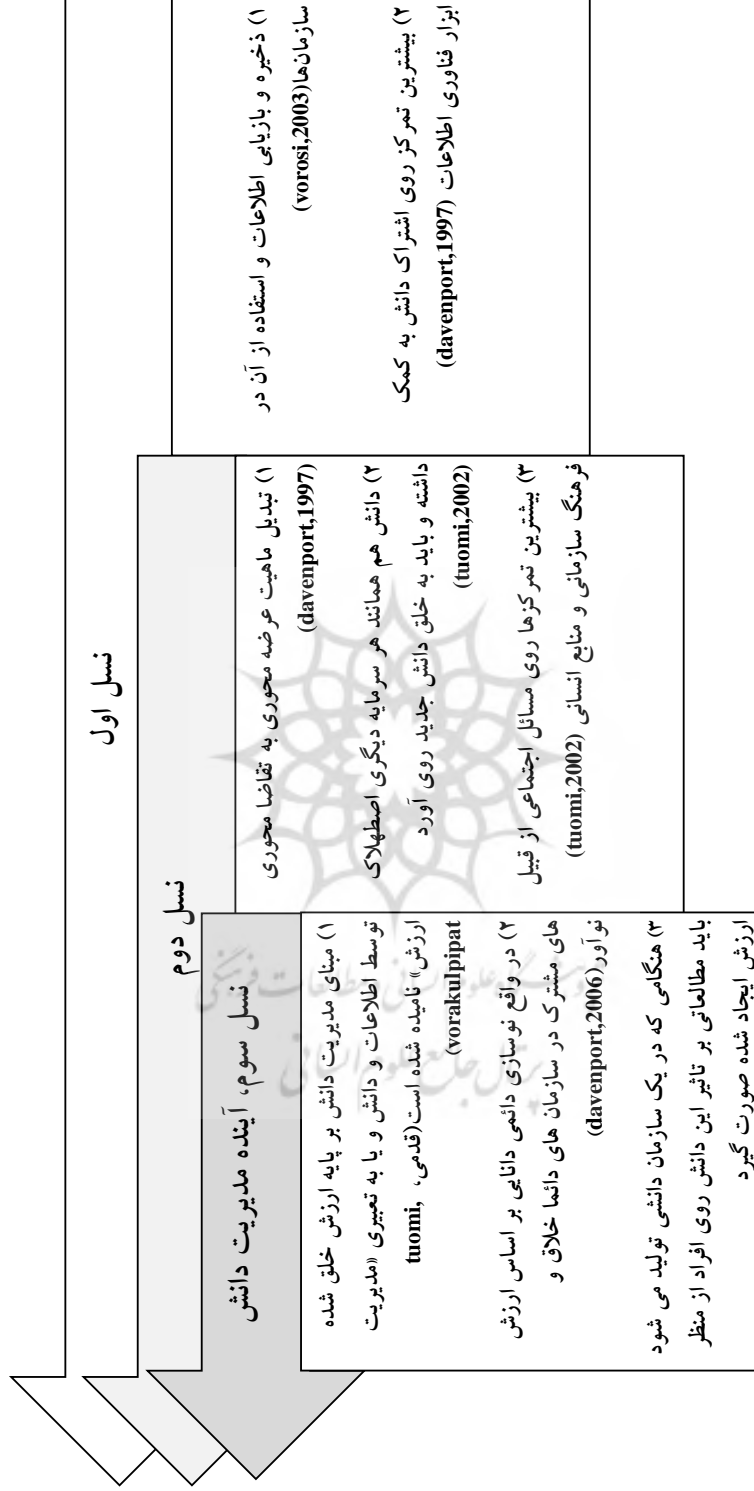 نسل اول
۱) ذخیره و بازیابی اطلاعات و استفاده از آن در
سازمان‌ها(vorosi,2003)
۲) بیشترین تمرکز روی اشتراک دانش به کمک
ابزار فناوری اطلاعات (davenport,1997)
نسل دوم
۱) تبدیل ماهیت عرضه محوری به تقاضا محوری
(davenport,1997)
۲) دانش هم همانند هر سرمایه دیگری اصطهلاک
داشته و باید به خلق دانش جدید روی آورد
(tuomi,2002)
۳) بیشترین تمرکزها روی مسائل اجتماعی از قبیل
فرهنگ سازمانی و منابع انسانی (tuomi,2002)
نسل سوم، آینده مدیریت دانش
۱) مبنای مدیریت دانش بر پایه ارزش خلق شده
توسط اطلاعات و دانش و یا به تعبیری «مدیریت
ارزش» نامیده شده است(قدمی، tuomi,
vorakulpipat)
۲) در واقع نوسازی دائمی دانایی بر اساس ارزش
های مشترک در سازمان های دائما خلاق و
نوآور(davenport,2006)
۳) هنگامی که در یک سازمان دانشی تولید می شود
باید مطالعاتی بر تاثیر این دانش روی افراد از منظر
ارزش ایجاد شده صورت گیرد
پرتال جامع علوم انسانی